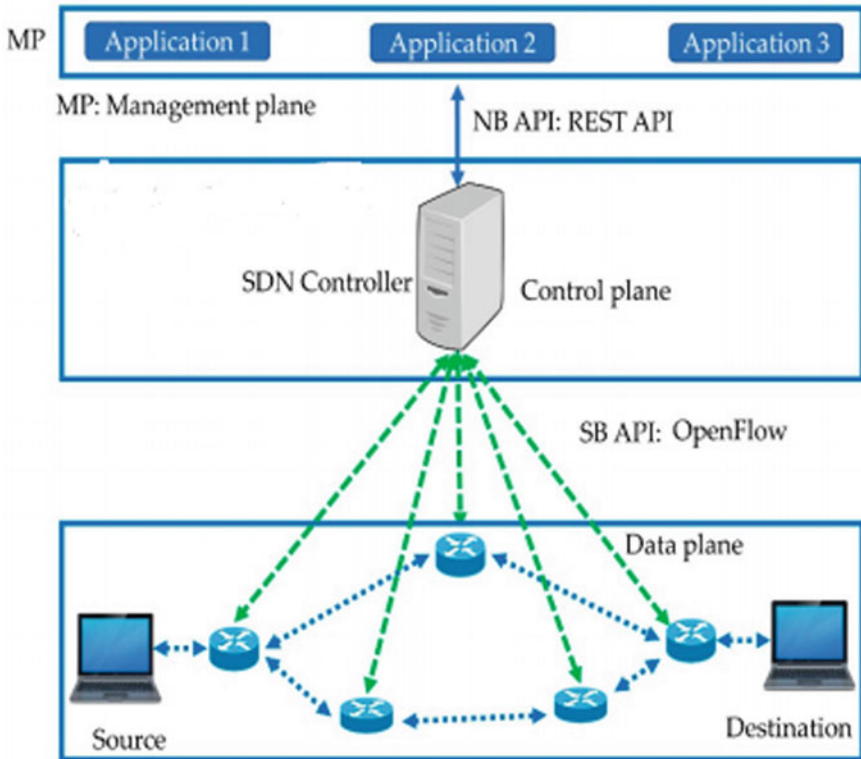 MP
Application 1
Application 2
Application 3
MP: Management plane
NB API: REST API
SDN Controller
Control plane
SB API: OpenFlow
Data plane
Source
Destination